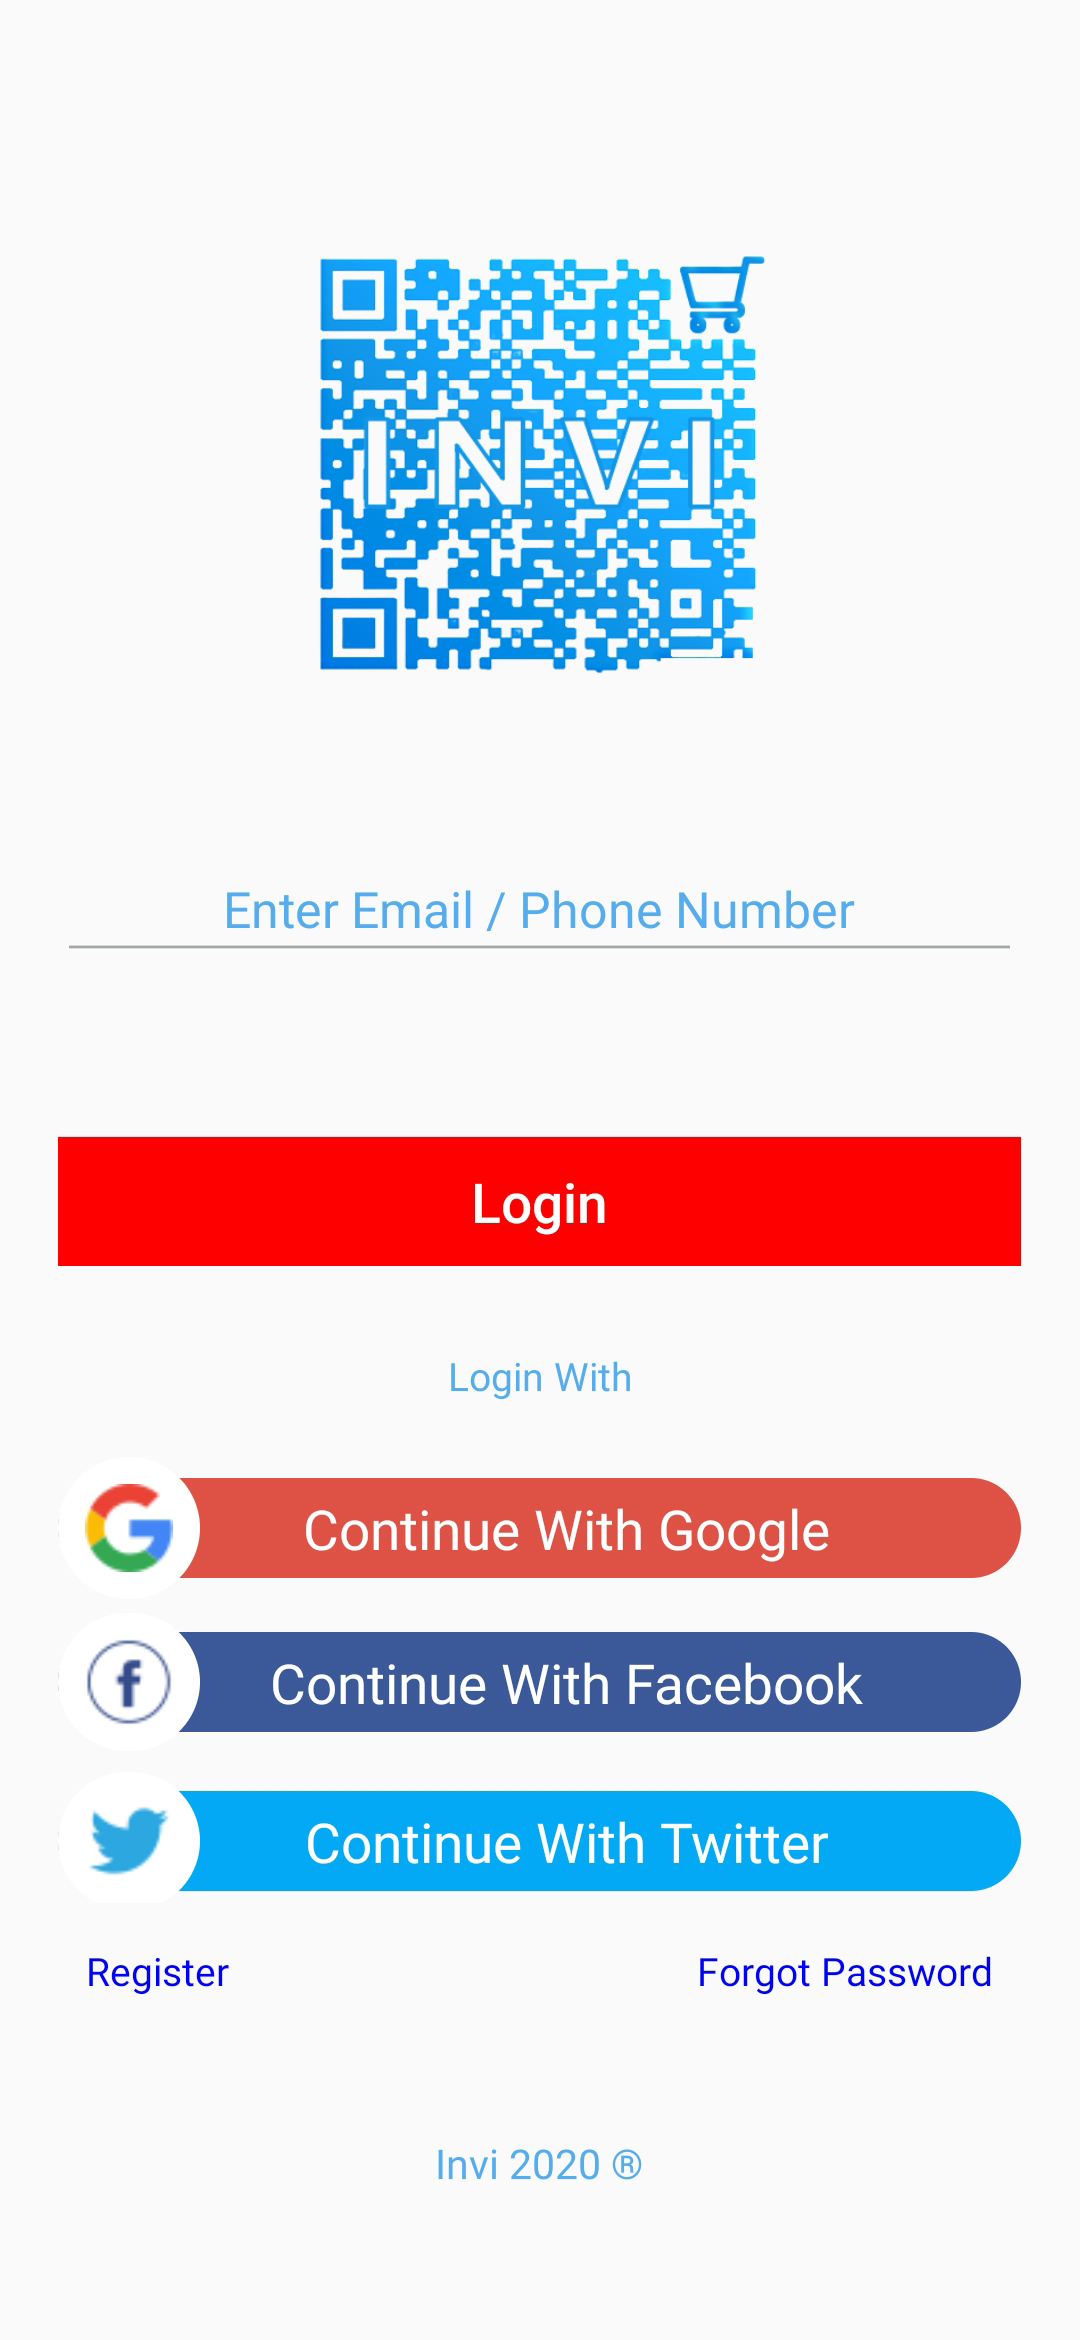 INVI
Enter Email / Phone Number
Login
Login With
Continue With Google
Continue With Facebook
Continue With Twitter
Register
Forgot Password
Invi 2020 ®